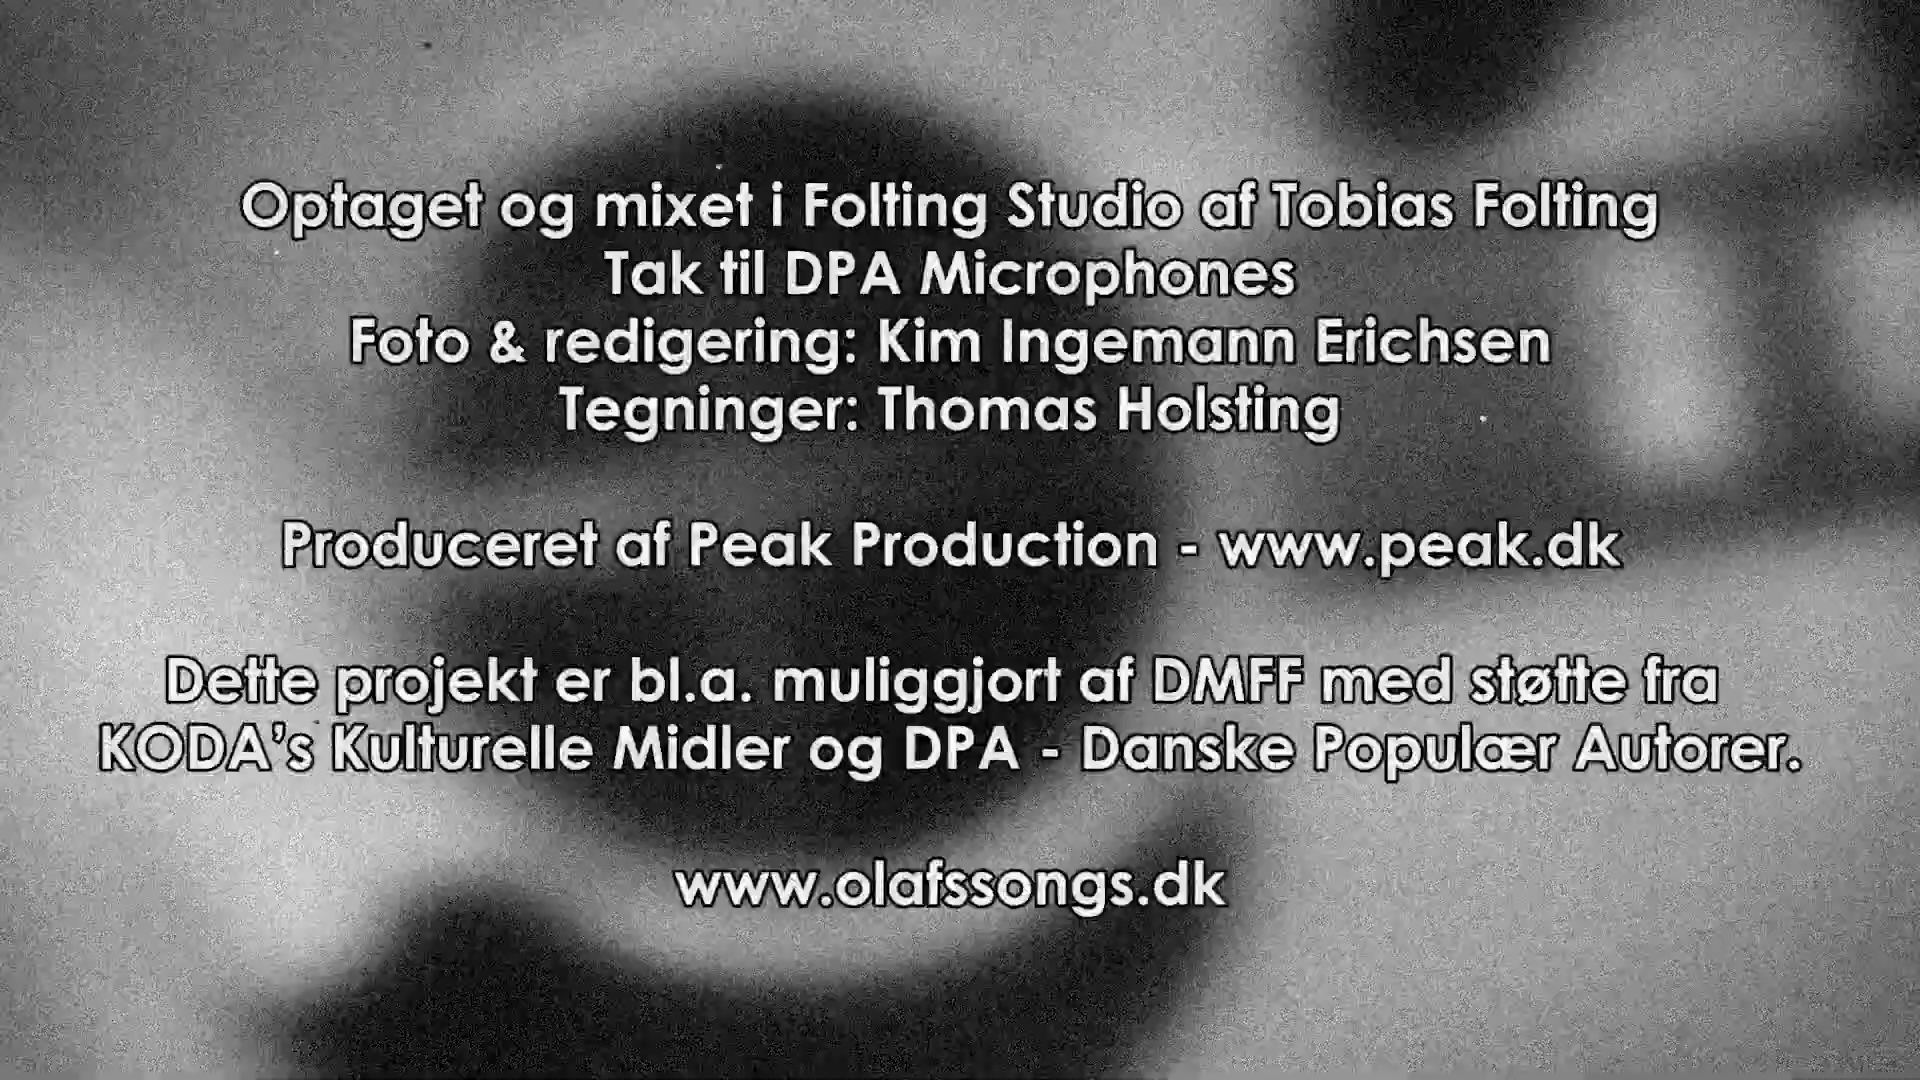 Optaget og mixet i Folting Studio af Tobias Folting
Tak til DPA Microphones
Foto & redigering: Kim Ingemann Erichsen
Tegninger: Thomas Holsting
Produceret af Peak Production - www.peak.dk
Dette projekt er bl.a. muliggjort af DMFF med støtte fra
KODA's Kulturelle Midler og DPA - Danske Populær Autorer.
www.olafssongs.dk